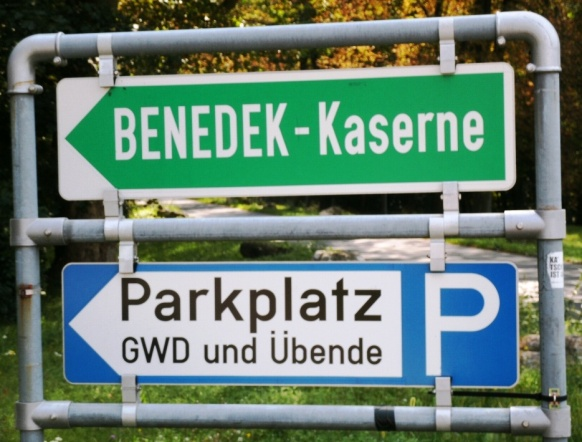 BENEDEK-Kaserne
Parkplatz
GWD und Übende
P